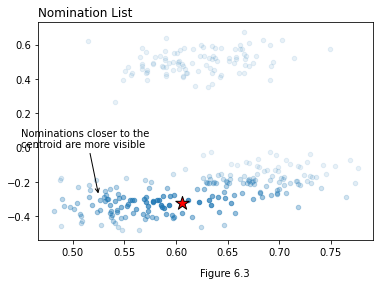 Nomination List
0.6
0.4
0.2
Nominations closer to the
centroid are more visible
0.0
−0.2
−0.4
0.50 0.55 0.60 0.65 0.70 0.75
Figure 6.3